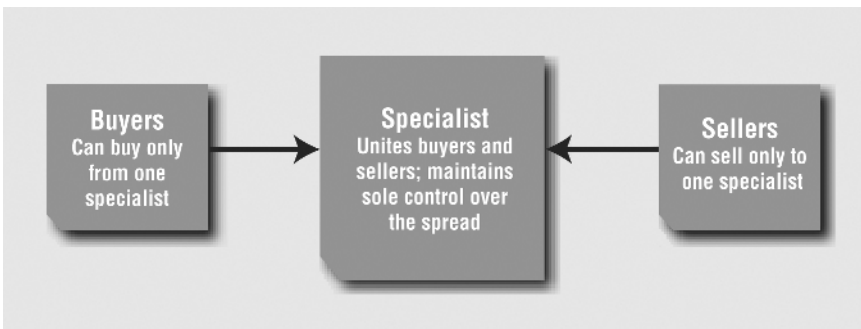 Buyers
Can buy only
from one
specialist
Specialist
Unites buyers and
sellers; maintains
sole control over
the spread
Sellers
Can sell only to
one specialist